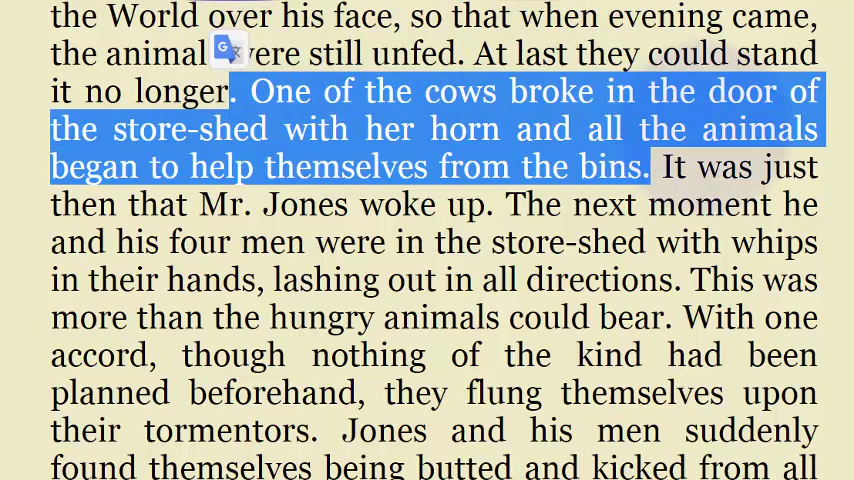 the World over his face, so that when evening came,
the animal were still unfed. At last they could stand
it no longer. One of the cows broke in the door of
the store-shed with her horn and all the animals
began to help themselves from the bins. It was just
then that Mr. Jones woke up. The next moment he
and his four men were in the store-shed with whips
in their hands, lashing out in all directions. This was
more than the hungry animals could bear. With one
accord, though nothing of the kind had been
planned beforehand, they flung themselves upon
their tormentors. Jones and his men suddenly
found themselves being butted and kicked from all